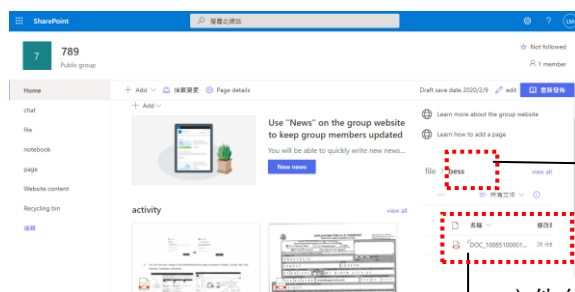 SharePoint
搜尋此網站
?
LM
7
789
Public group
Not followed
1 member
Home
chat
file
notebook
page
Website content
Recycling bin
編輯
+ Add
捨棄變更
Page details
Draft save date 2020/2/9
edit
重新發佈
+ Add
Use "News" on the group website
to keep group members updated
You will be able to quickly write new news...
New news
Learn more about the group website
Learn how to add a page
file
bess
view all
所有文件
名稱
修改
DOC_10085100001...
activity
view all